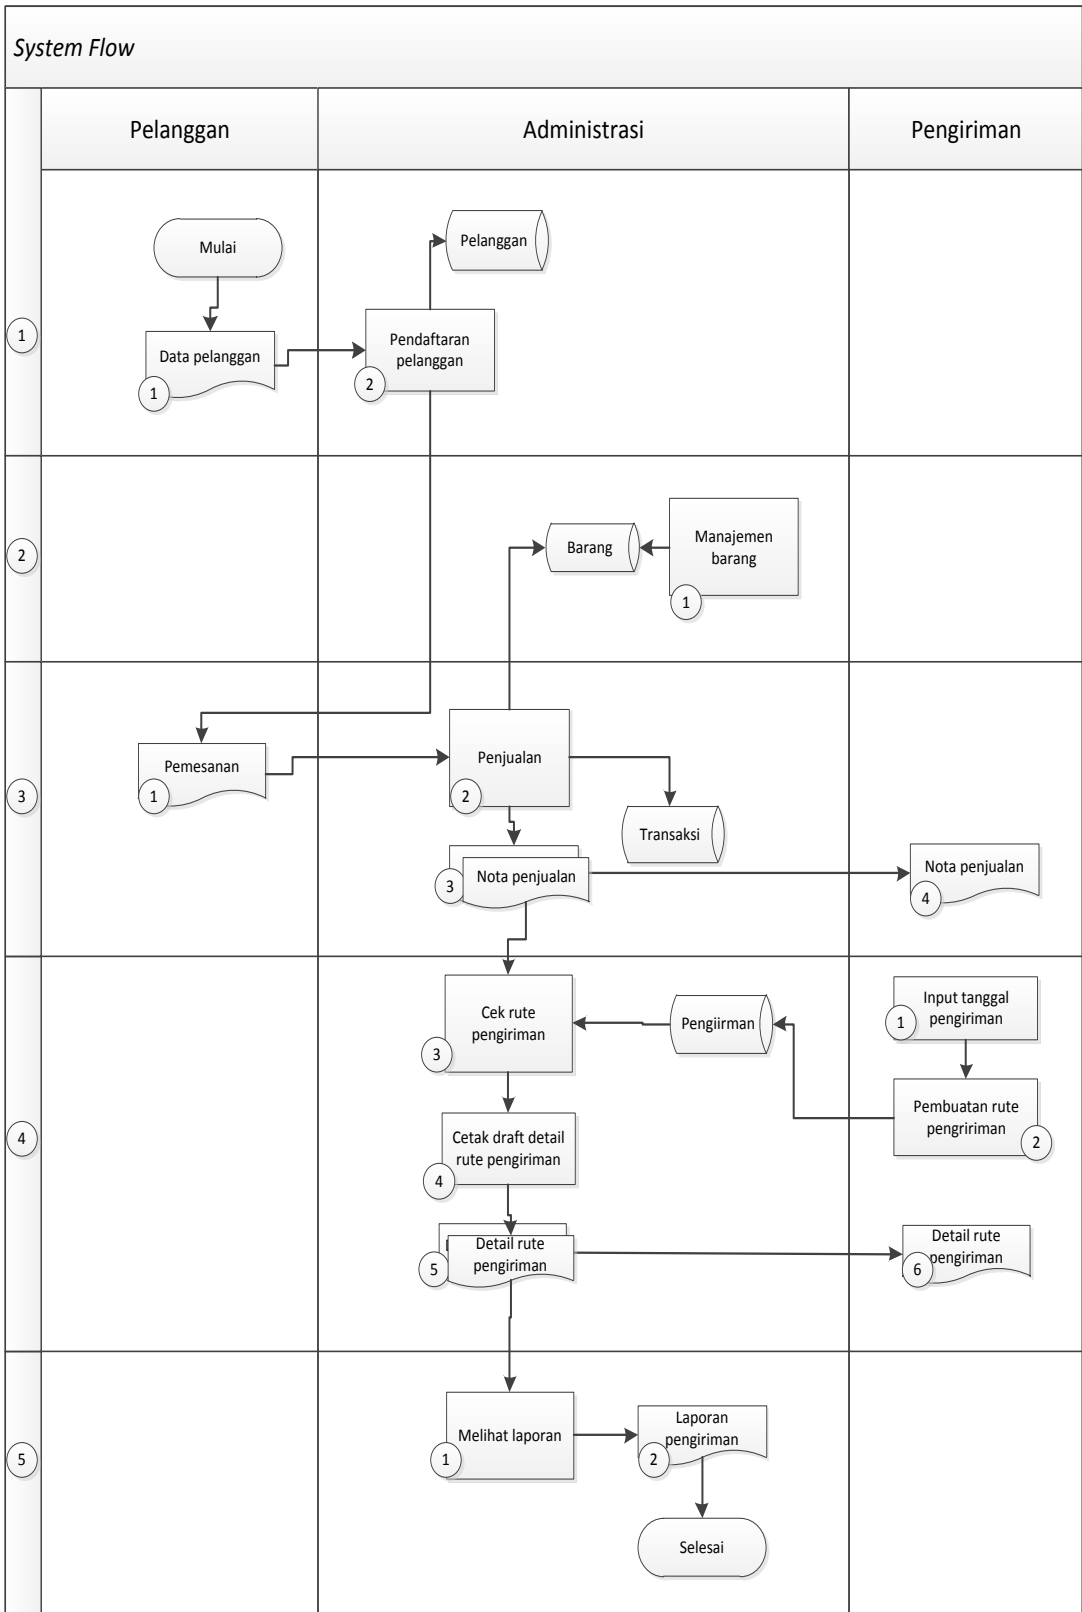 System Flow
Pelanggan
Administrasi
Pengiriman
1
Mulai
Pelanggan
Data pelanggan
1
Pendaftaran
pelanggan
2
2
Barang
Manajemen
barang
1
3
Pemesanan
1
Penjualan
2
Transaksi
Nota penjualan
3
Nota penjualan
4
4
Cek rute
pengiriman
3
Pengiirman
Input tanggal
pengiriman
1
Pembuatan rute
pengririman
2
Cetak draft detail
rute pengiriman
4
Detail rute
pengiriman
5
Detail rute
pengiriman
6
5
Melihat laporan
1
Laporan
pengiriman
2
Selesai